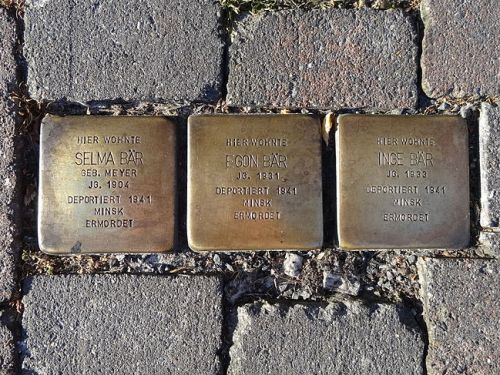 HIER WOHNTE
SELMA BÄR
GEB. MEYER
JG. 1904
DEPORTIERT 1941
MINSK
ERMORDET
HIER WOHNTE
EGON BÄR
JG. 1931
DEPORTIERT 1941
MINSK
ERMORDET
HIER WOHNTE
INGE BÄR
JG. 1933
DEPORTIERT 1941
MINSK
ERMORDET